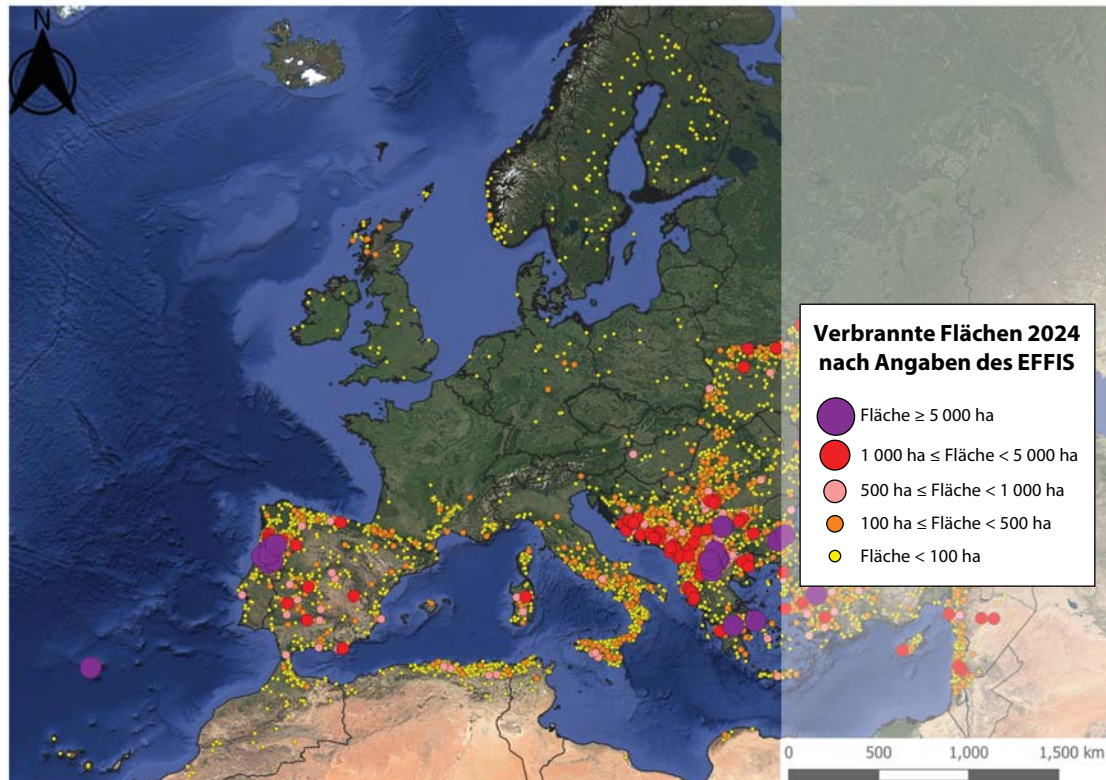 N
Verbrannte Flächen 2024
nach Angaben des EFFIS
Fläche ≥ 5 000 ha
1 000 ha ≤ Fläche < 5 000 ha
500 ha ≤ Fläche < 1 000 ha
100 ha ≤ Fläche < 500 ha
Fläche < 100 ha
0 500 1,000 1,500 km